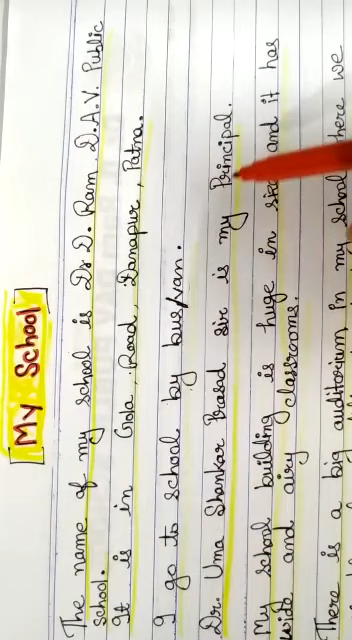 My School
The name of my school is Dr. D. Ram D.A.V. Public
school.
It is in Gola Road, Danapur, Patna.
I go to school by bus/van.
Dr. Uma Shankar Prasad Sir is my Principal.
My school building is huge in and it has
wide and airy classrooms.
There is a big auditorium in my school where we